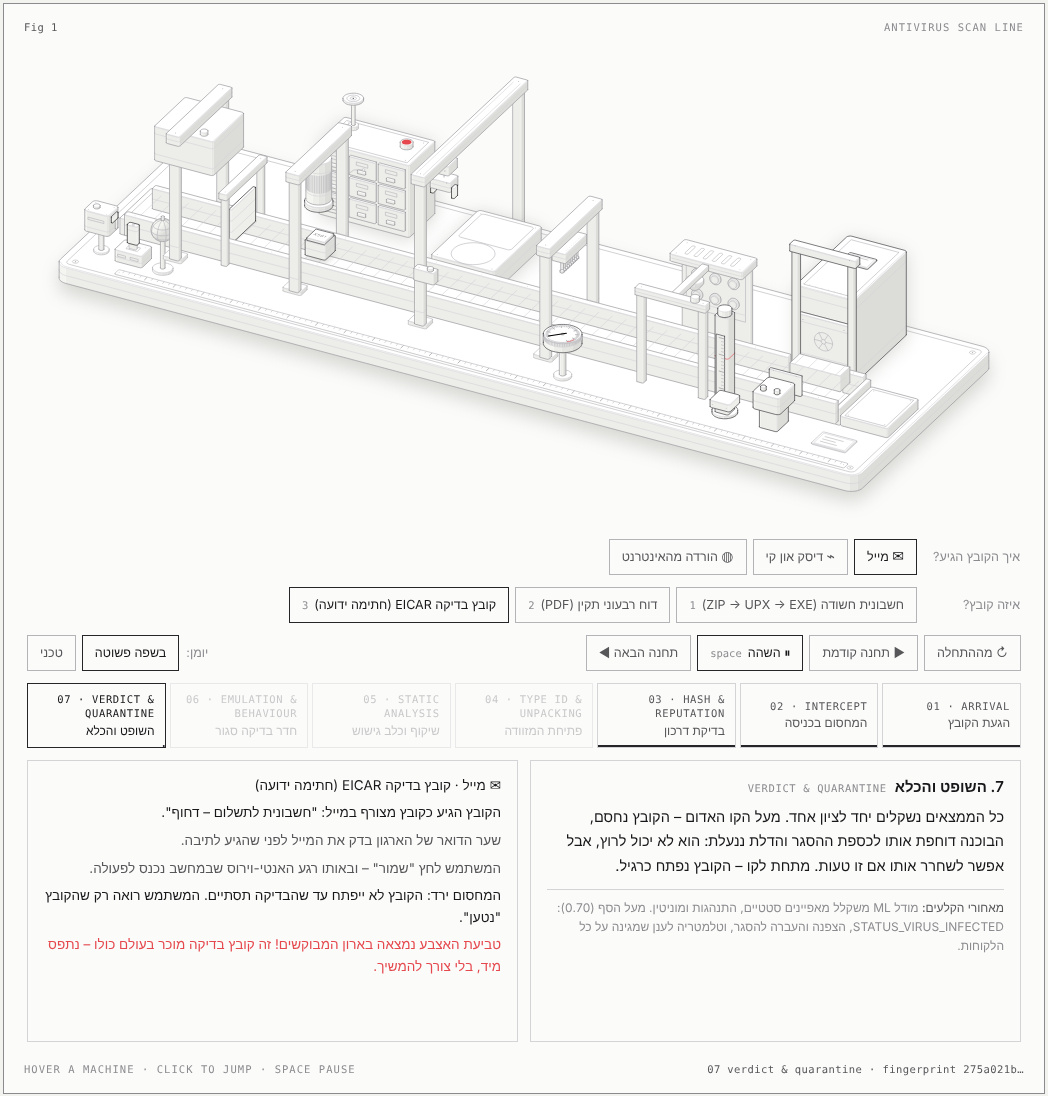 Fig 1
ANTIVIRUS SCAN LINE
איך הקובץ הגיע?
✉ מייל
⌁ דיסק און קי
◍ הורדה מהאינטרנט
איזה קובץ?
חשבונית חשודה (ZIP → UPX → EXE) 1
דוח רבעוני תקין (PDF) 2
קובץ בדיקה EICAR (חתימה ידועה) 3
↻ מההתחלה
▶ תחנה קודמת
⏸ השהה space
תחנה הבאה ◀
יומן:
בשפה פשוטה
טכני
01 · ARRIVAL
הגעת הקובץ
02 · INTERCEPT
המחסום בכניסה
03 · HASH &
REPUTATION
בדיקת דרכון
04 · TYPE ID &
UNPACKING
פתיחת המזוודה
05 · STATIC
ANALYSIS
שיקוף וכלב גישוש
06 · EMULATION &
BEHAVIOUR
חדר בדיקה סגור
07 · VERDICT &
QUARANTINE
השופט והכלא
7. השופט והכלא VERDICT & QUARANTINE
כל הממצאים נשקלים יחד לציון אחד. מעל הקו האדום – הקובץ נחסם,
הבוכנה דוחפת אותו לכספת ההסגר והדלת ננעלת: הוא לא יכול לרוץ, אבל
אפשר לשחרר אותו אם זו טעות. מתחת לקו – הקובץ נפתח כרגיל.
מאחורי הקלעים: מודל ML משקלל מאפיינים סטטיים, התנהגות ומוניטין. מעל הסף (0.70):
STATUS_VIRUS_INFECTED, הצפנה והעברה להסגר, וטלמטריה לענן שמגינה על כל
הלקוחות.
✉ מייל · קובץ בדיקה EICAR (חתימה ידועה)
הקובץ הגיע כקובץ מצורף במייל: "חשבונית לתשלום – דחוף".
שער הדואר של הארגון בדק את המייל לפני שהגיע לתיבה.
המשתמש לחץ "שמור" – ובאותו רגע האנטי-וירוס שבמחשב נכנס לפעולה.
המחסום ירד: הקובץ לא ייפתח עד שהבדיקה תסתיים. המשתמש רואה רק שהקובץ
"נטען".
טביעת האצבע נמצאה בארון המבוקשים! זה קובץ בדיקה מוכר בעולם כולו – נתפס
מיד, בלי צורך להמשיך.
HOVER A MACHINE · CLICK TO JUMP · SPACE PAUSE
07 verdict & quarantine · fingerprint 275a021b…